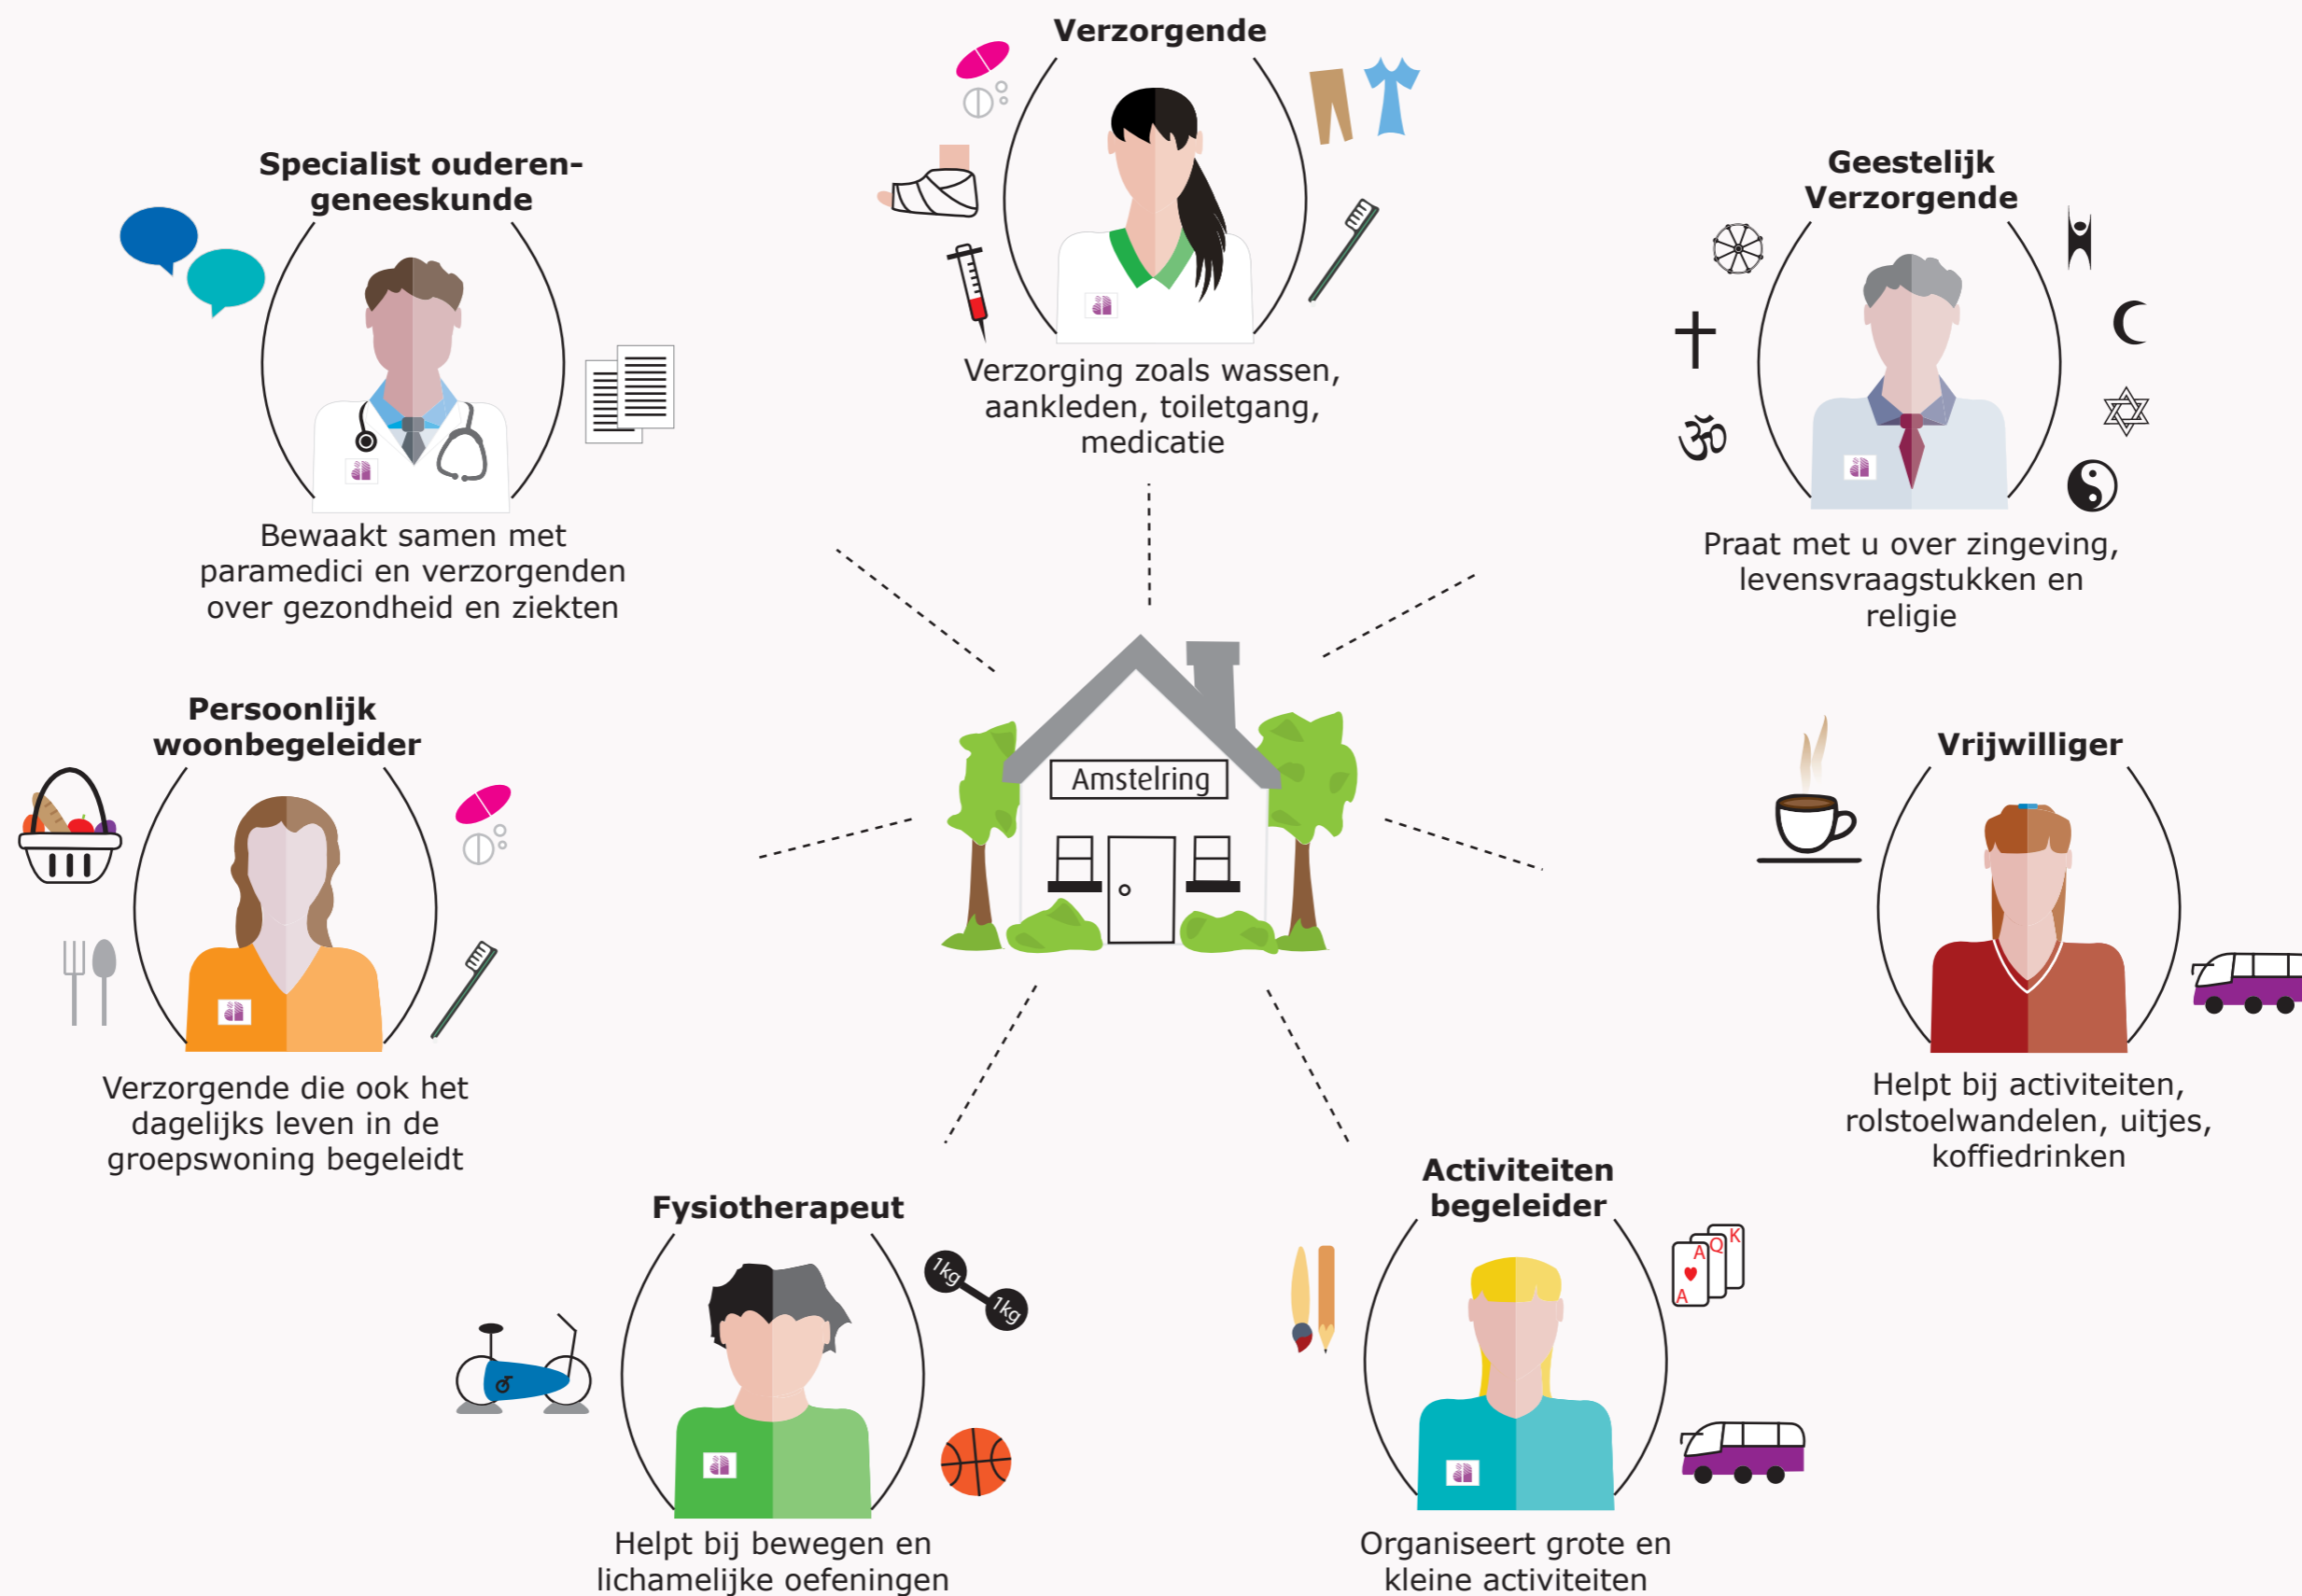 Verzorgende
Verzorging zoals wassen,
aankleden, toiletgang,
medicatie
Specialist ouderen-
geneeskunde
Bewaakt samen met
paramedici en verzorgenden
over gezondheid en ziekten
Geestelijk
Verzorgende
Praat met u over zingeving,
levensvraagstukken en
religie
Persoonlijk
woonbegeleider
Verzorgende die ook het
dagelijks leven in de
groepswoning begeleidt
Amstelring
Vrijwilliger
Helpt bij activiteiten,
rolstoelwandelen, uitjes,
koffiedrinken
Fysiotherapeut
1kg
1kg
Helpt bij bewegen en
lichamelijke oefeningen
Activiteiten
begeleider
A Q K
A
Organiseert grote en
kleine activiteiten